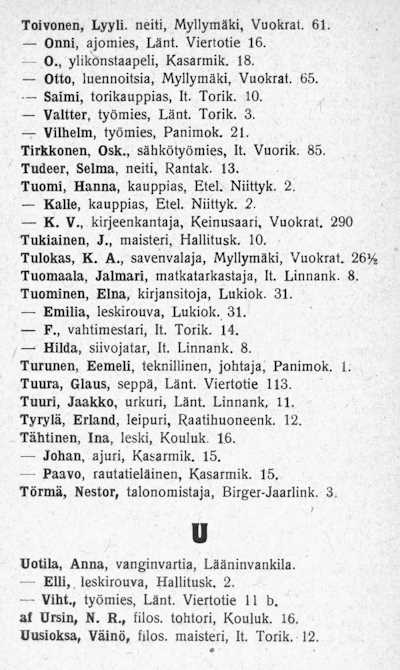 Toivonen, Lyyli. neiti, Myllymäki, Vuokrat. 61.
— Onni, ajomies, Länt. Viertotie 16.
— O., ylikonstaapeli, Kasarmik. 18.
— Otto, luennoitsia, Myllymäki, Vuokrat. 65.
— Saimi, torikauppias, It. Torik. 10.
— Valtter, työmies, Länt. Torik. 3.
— Vilhelm, työmies, Panimok. 21.
Tirkkonen, Osk., sähkötyömies, It. Vuorik. 85.
Tudeer, Selma, neiti, Rantak. 13.
Tuomi, Hanna, kauppias, Etel. Niittyk. 2.
— Kalle, kauppias, Etel. Niittyk. 2.
— K. V., kirjeenkantaja, Keinusaari, Vuokrat. 290
Tukiainen, J., maisteri, Hallitusk. 10.
Tulokas, K. A., savenvalaja, Myllymäki, Vuokrat. 26½
Tuomaala, Jalmari, matkatarkastaja, It. Linnank. 8.
Tuominen, Elna, kirjansitoja, Lukiok. 31.
— Emilia, leskirouva, Lukiok. 31.
— F., vahtimestari, It. Torik. 14.
— Hilda, siivojatar, It. Linnank. 8.
Turunen, Eemeli, teknillinen, johtaja, Panimok. 1.
Tuura, Glaus, seppä, Länt. Viertotie 113.
Tuuri, Jaakko, urkuri, Länt. Linnank, 11.
Tyrylä, Erland, leipuri, Raatihuoneenk. 12.
Tähtinen, Ina, leski, Kouluk. 16.
— Johan, ajuri, Kasarmik. 15.
— Paavo, rautatieläinen, Kasarmik. 15.
Törmä, Nestor, talonomistaja, Birger-Jaarlink. 3.
U
Uotila, Anna, vanginvartia, Lääninvankila.
— Elli, leskirouva, Hallitusk. 2.
— Viht., työmies, Länt. Viertotie 11 b.
af Ursin, N. R., filos. tohtori, Kouluk. 16.
Uusioksa, Väinö, filos. maisteri, It. Torik. 12.